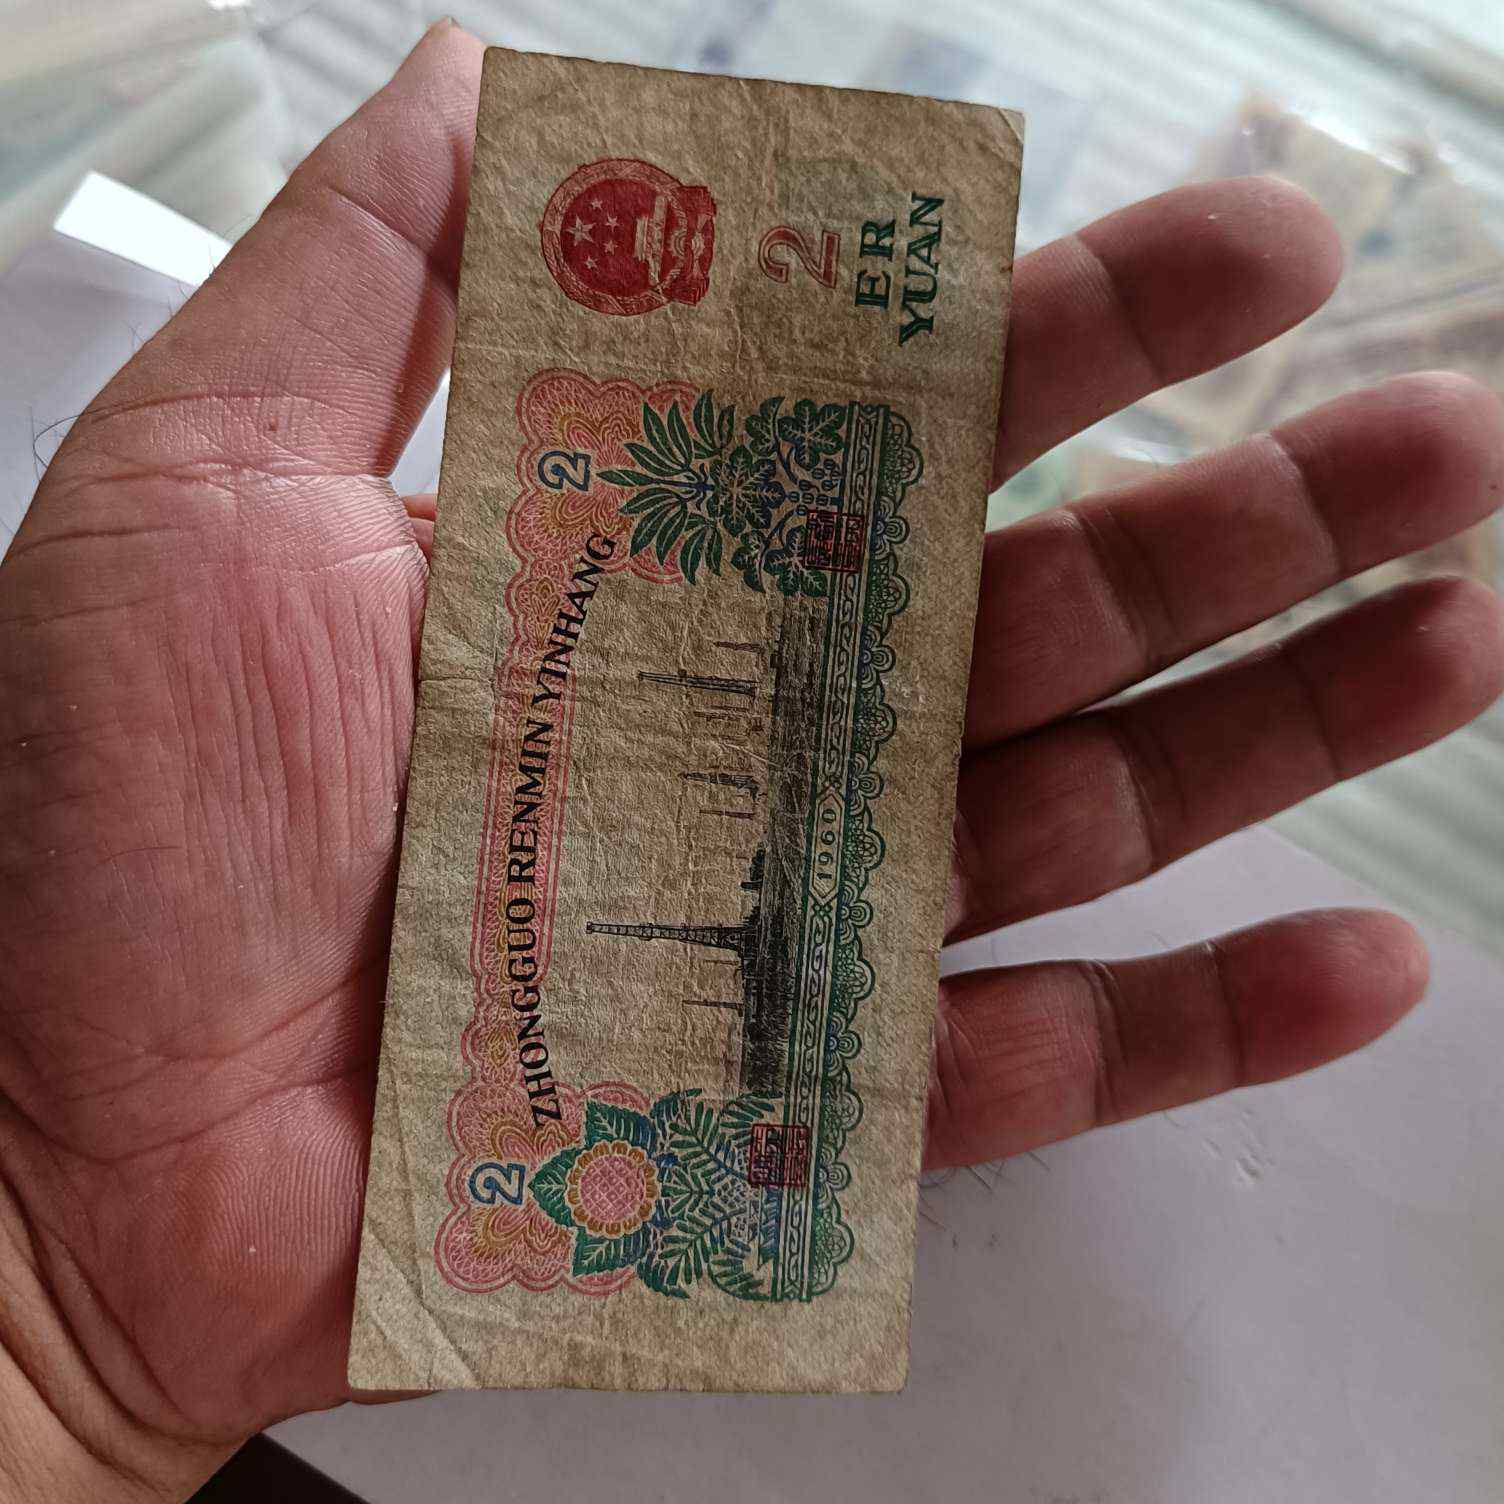 ZHONGGUO RENMIN YINHANG
2
2
2
ER
YUAN
1960